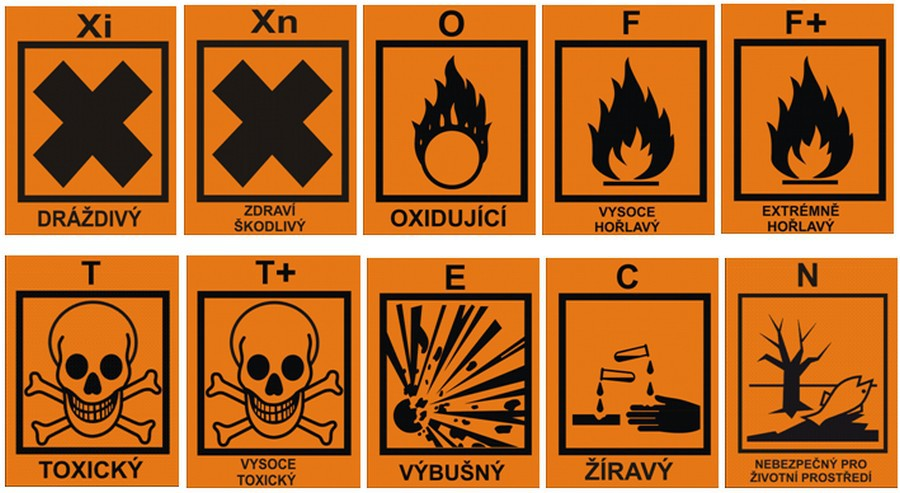 Xi
Xn
O
F
F+
DRÁŽDIVÝ
ZDRAVÍ
ŠKODLIVÝ
OXIDUJÍCÍ
VYSOCE
HOŘLAVÝ
EXTRÉMNĚ
HOŘLAVÝ
T
T+
E
C
N
TOXICKÝ
VYSOCE
TOXICKÝ
VÝBUŠNÝ
ŽÍRAVÝ
NEBEZPEČNÝ PRO
ŽIVOTNÍ PROSTŘEDÍ